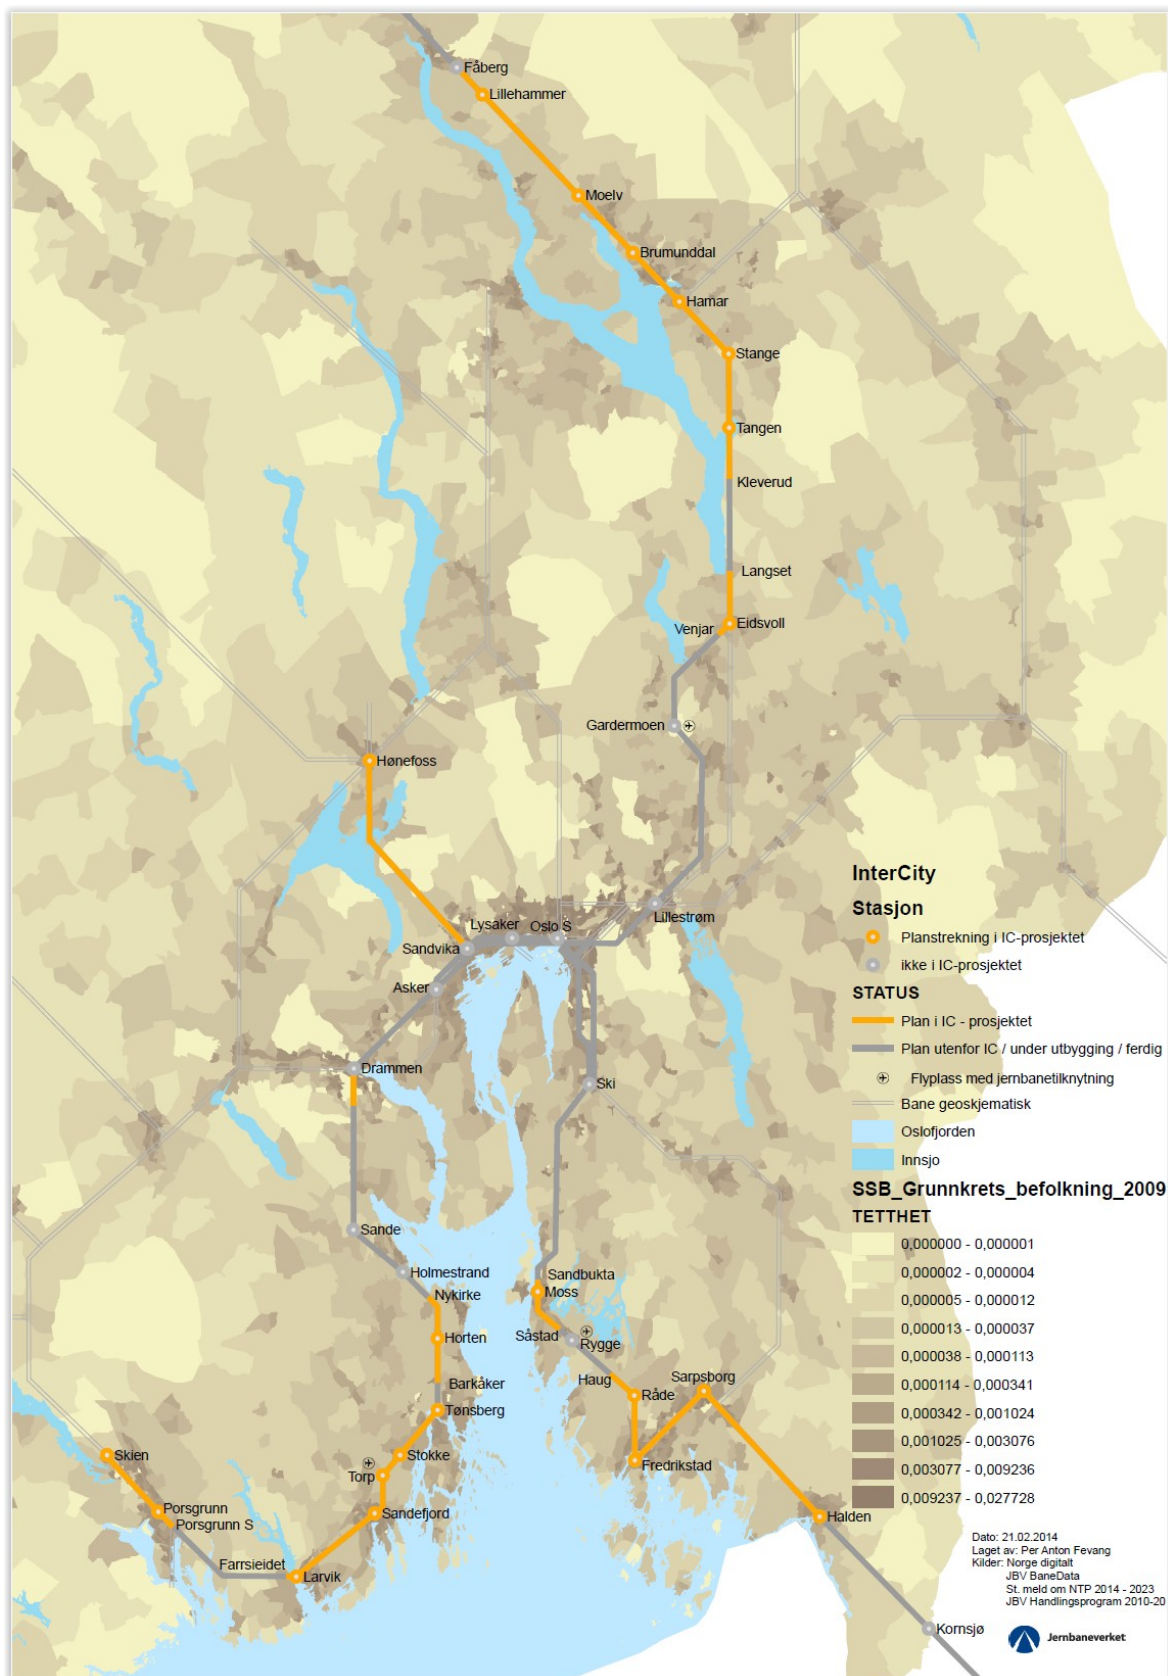 Fåberg
Lillehammer
Moelv
Brumunddal
Hamar
Stange
Tangen
Kleverud
Langset
Eidsvoll
Venjar
Gardermoen
Hønefoss
Lillestrøm
Lysaker
Oslo S
Sandvika
Asker
Drammen
Ski
Sande
Holmestrand
Nykirke
Horten
Barkåker
Tønsberg
Stokke
Torp
Sandefjord
Sandbukta
Moss
Såstad
Rygge
Haug
Råde
Sarpsborg
Fredrikstad
Halden
Kornsjø
Skien
Porsgrunn
Porsgrunn S
Farrsieidet
Larvik
InterCity
Stasjon
Planstrekning i IC-prosjektet
ikke i IC-prosjektet
STATUS
Plan i IC - prosjektet
Plan utenfor IC / under utbygging / ferdig
Flyplass med jernbanetilknytning
Bane geoskjematisk
Oslofjorden
Innsjo
SSB_Grunnkrets_befolkning_2009
TETTHET
0,000000 - 0,000001
0,000002 - 0,000004
0,000005 - 0,000012
0,000013 - 0,000037
0,000038 - 0,000113
0,000114 - 0,000341
0,000342 - 0,001024
0,001025 - 0,003076
0,003077 - 0,009236
0,009237 - 0,027728
Dato: 21.02.2014
Laget av: Per Anton Fevang
Kilder: Norge digitalt
JBV BaneData
St. meld om NTP 2014 - 2023
JBV Handlingsprogram 2010-20
Jernbaneverket